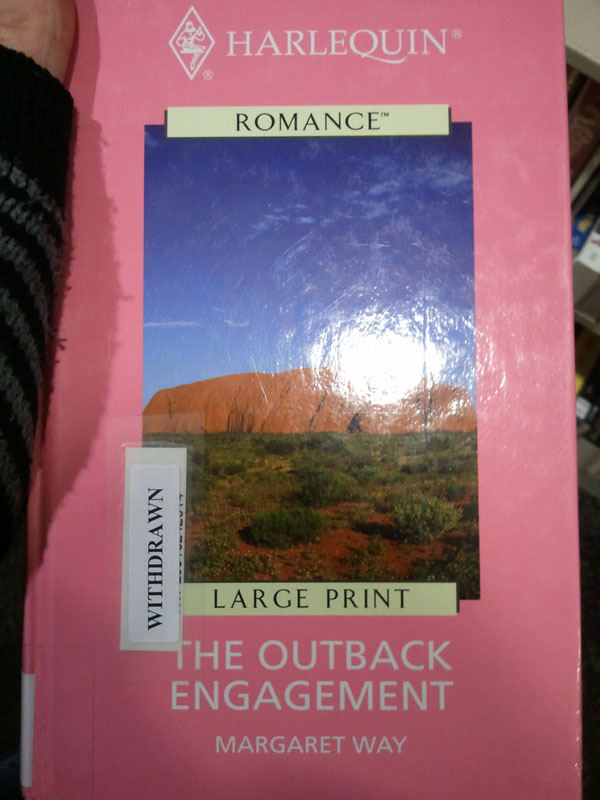 HARLEQUIN®
®
ROMANCE™
WITHDRAWN
LARGE PRINT
THE OUTBACK
ENGAGEMENT
MARGARET WAY